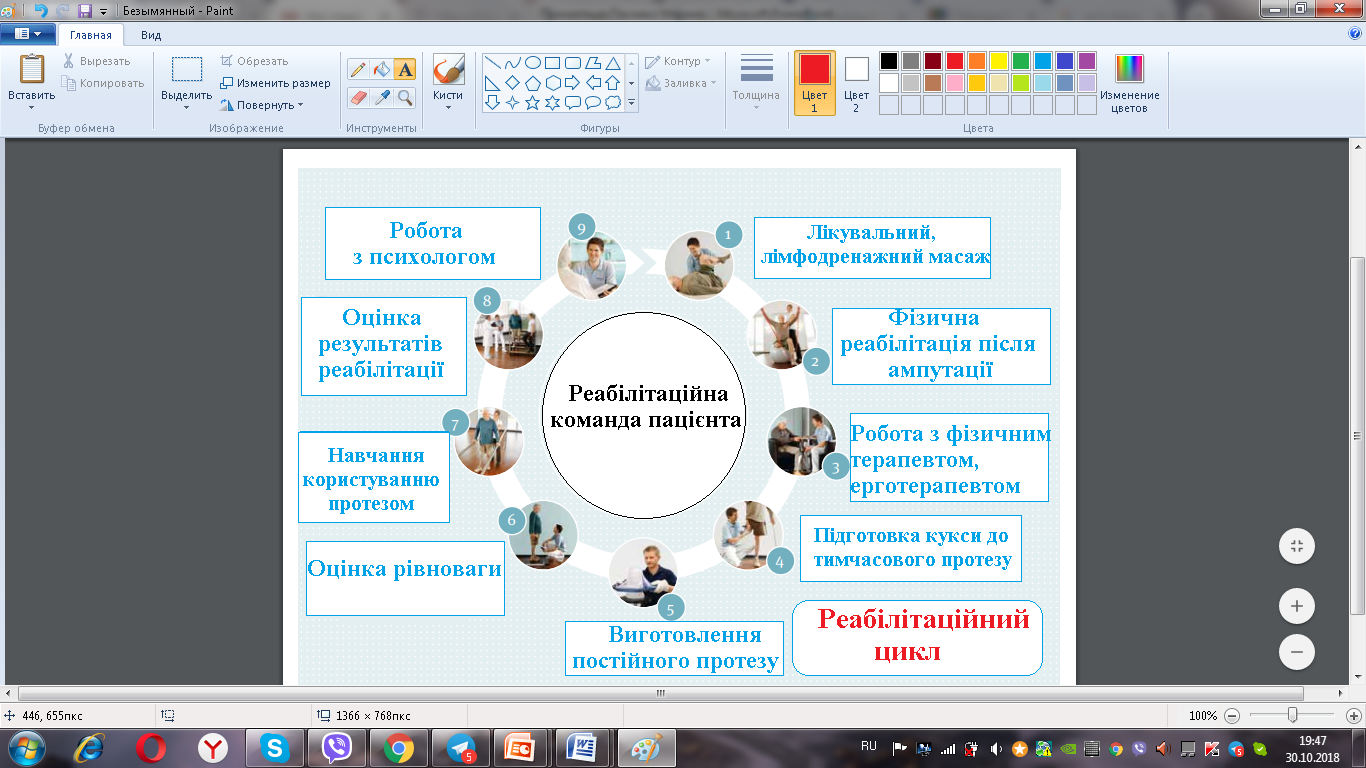 Безымянный - Paint
Главная
Вид
Вставить
Вырезать
Копировать
Буфер обмена
Выделить
Обрезать
Изменить размер
Повернуть
Изображение
Инструменты
Кисти
Фигуры
Контур
Заливка
Толщина
Цвет
1
Цвет
2
Изменение
цветов
Цвета
9
Робота
з психологом
1
Лікувальний,
лімфодренажний масаж
8
Оцінка
результатів
реабілітації
2
Фізична
реабілітація після
ампутації
Реабілітаційна
команда пацієнта
7
Навчання
користуванню
протезом
3
Робота з фізичним
терапевтом,
ерготерапевтом
6
Оцінка рівноваги
4
Підготовка кукси до
тимчасового протезу
5
Виготовлення
постійного протезу
Реабілітаційний
цикл
446, 655пкс
1366 × 768пкс
100%
RU
19:47
30.10.2018